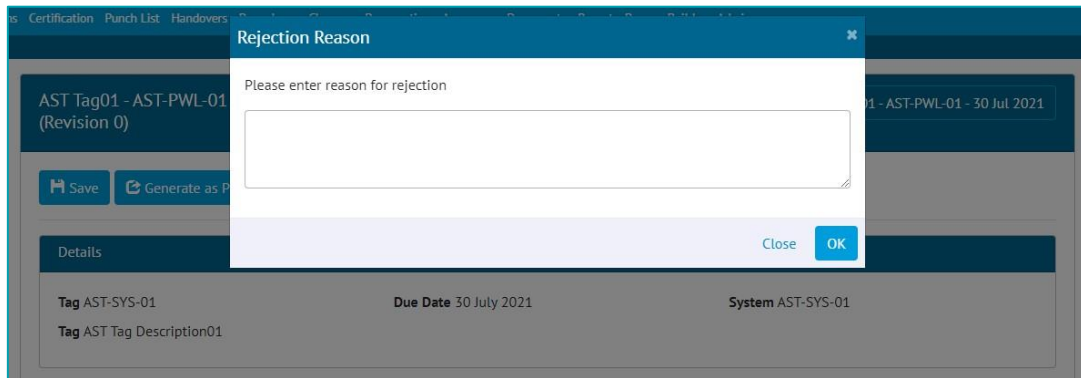 Certification Punch List Handovers
Rejection Reason
Please enter reason for rejection
AST Tag01 - AST-PWL-01
(Revision 0)
01 - AST-PWL-01 - 30 Jul 2021
Save Generate as P
Close OK
Details
Tag AST-SYS-01 Due Date 30 July 2021 System AST-SYS-01
Tag AST Tag Description01